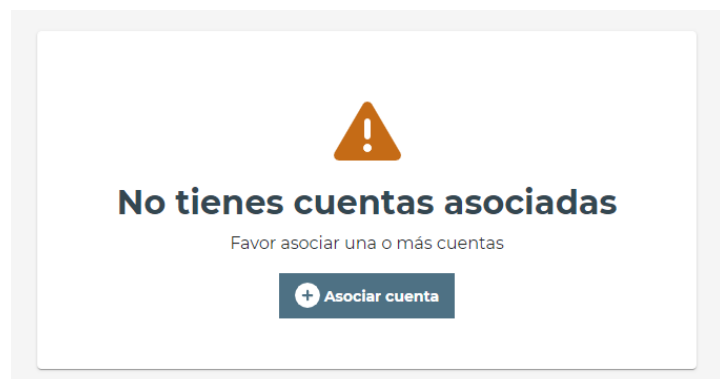 No tienes cuentas asociadas
Favor asociar una o más cuentas
Asociar cuenta